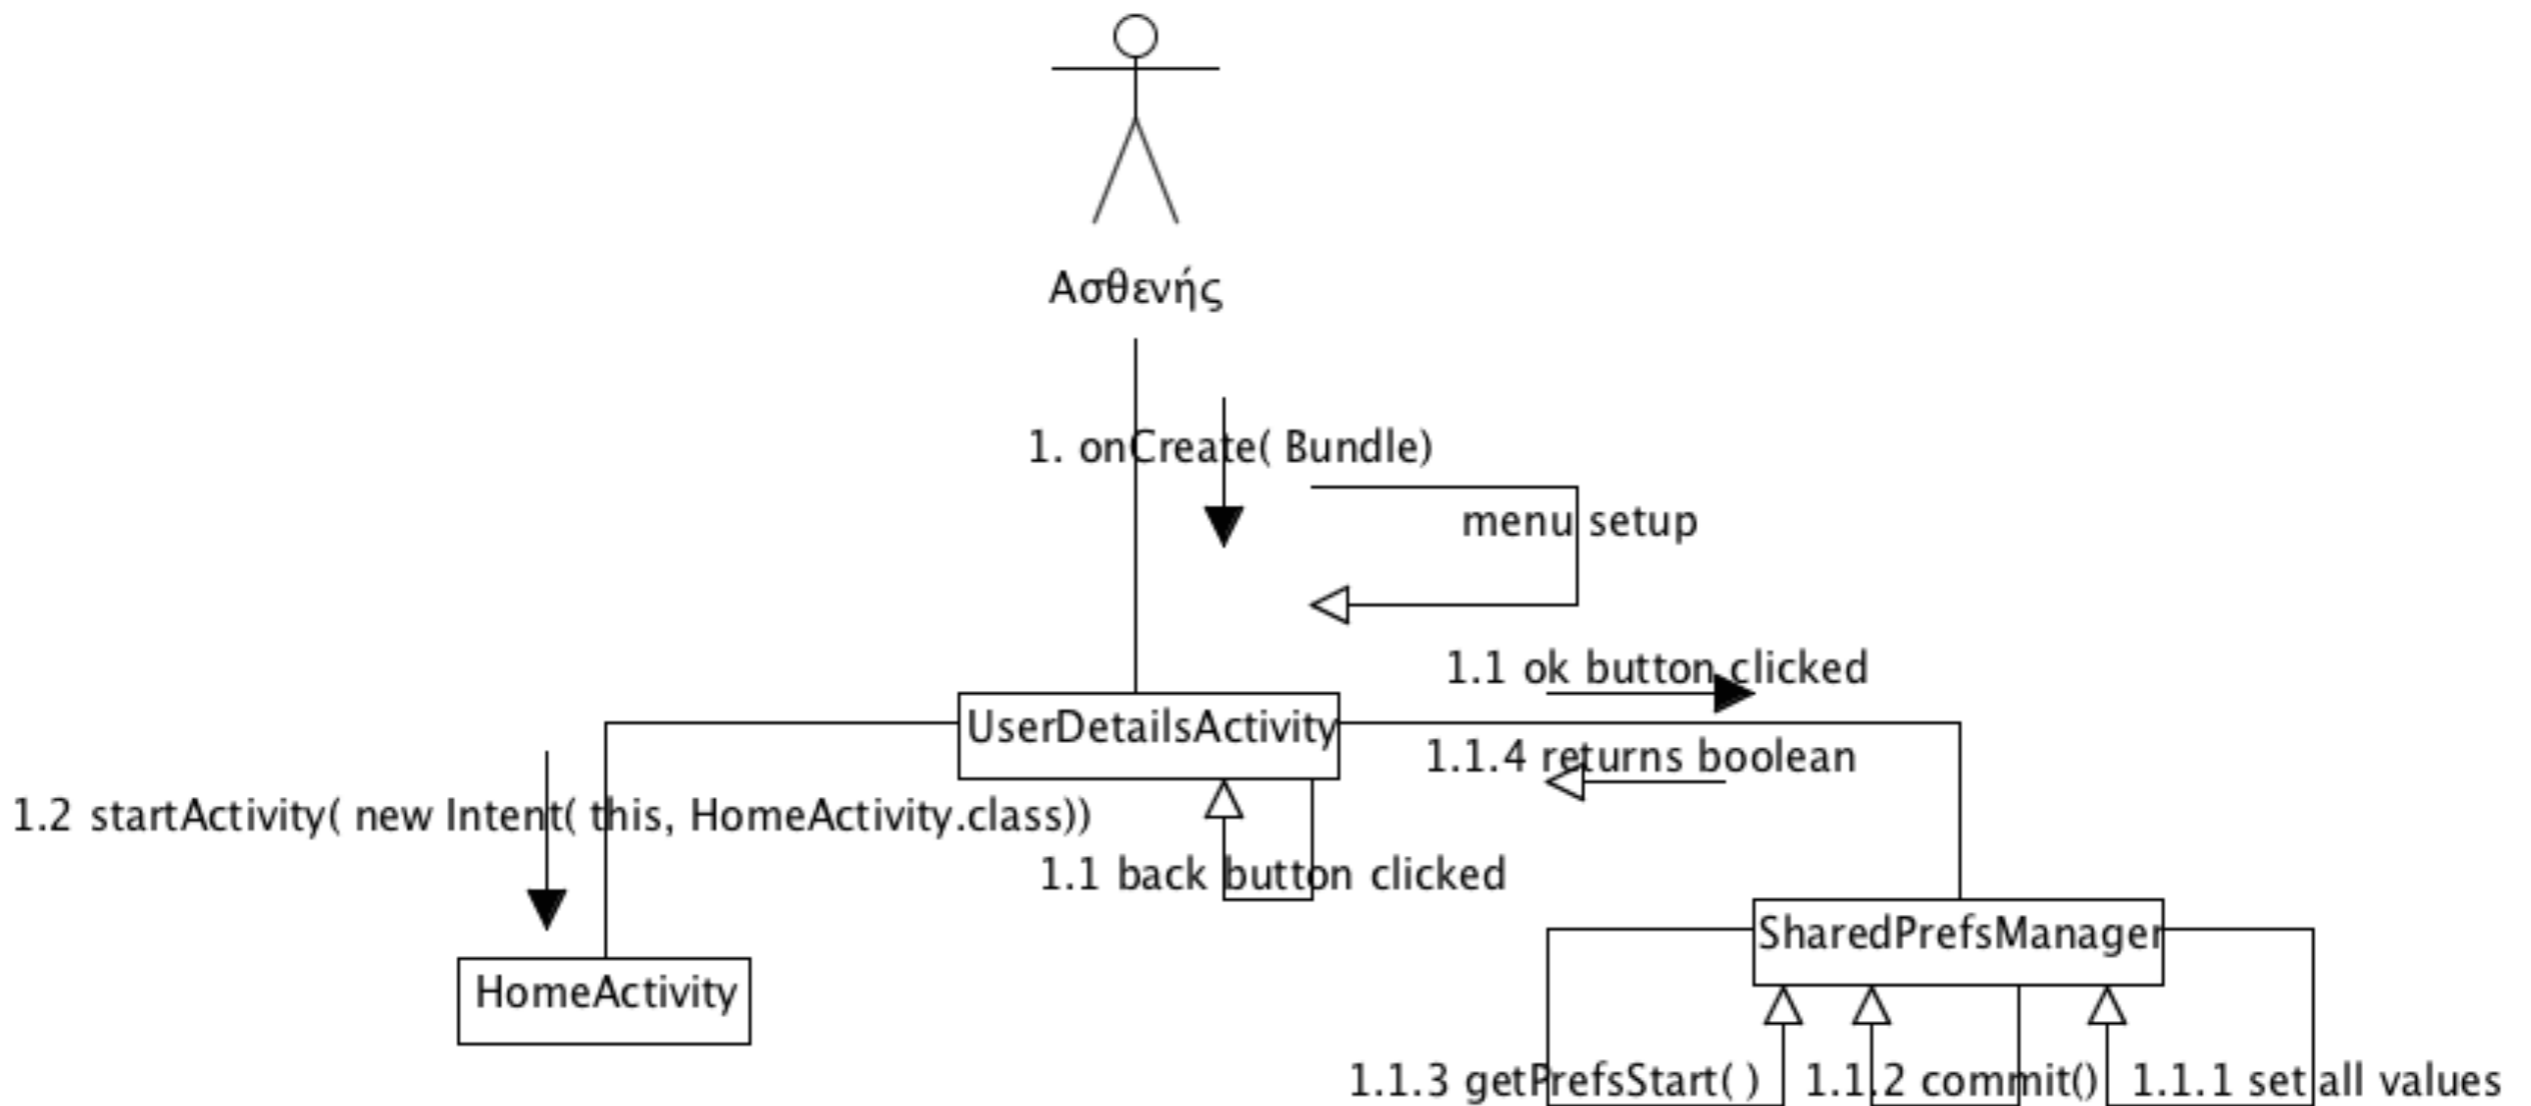 Ασθενής
1. onCreate( Bundle)
menu setup
1.1 ok button clicked
UserDetailsActivity
1.1.4 returns boolean
1.2 startActivity( new Intent( this, HomeActivity.class))
1.1 back button clicked
SharedPrefsManager
HomeActivity
1.1.3 getPrefsStart( )
1.1.2 commit()
1.1.1 set all values